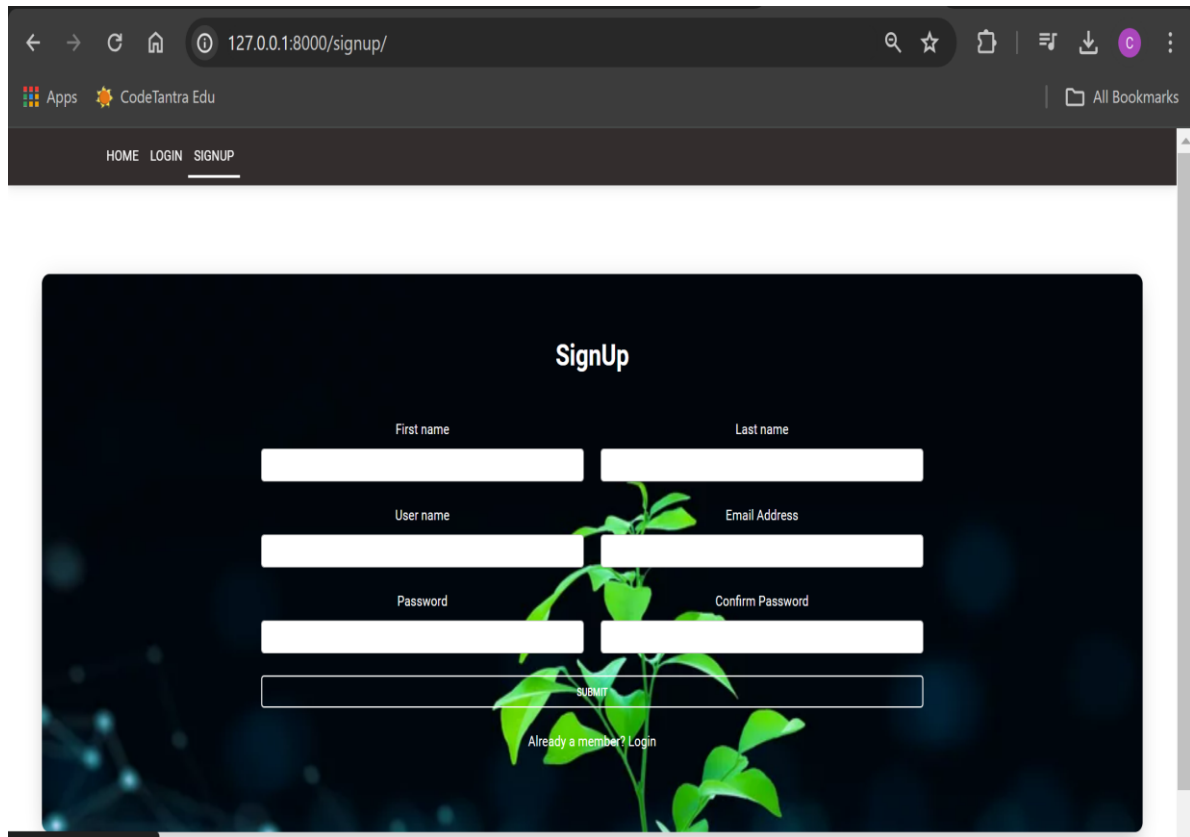 127.0.0.1:8000/signup/
C
Apps CodeTantra Edu All Bookmarks
HOME LOGIN SIGNUP
SignUp
First name Last name
User name Email Address
Password Confirm Password
SUBMIT
Already a member? Login